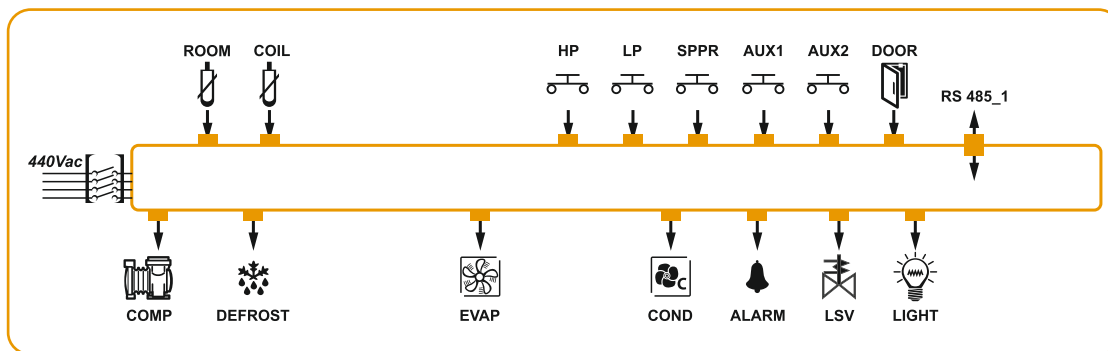 ROOM COIL HP LP SPPR AUX1 AUX2 DOOR
RS 485_1
440Vac
C
COMP DEFROST EVAP COND ALARM LSV LIGHT